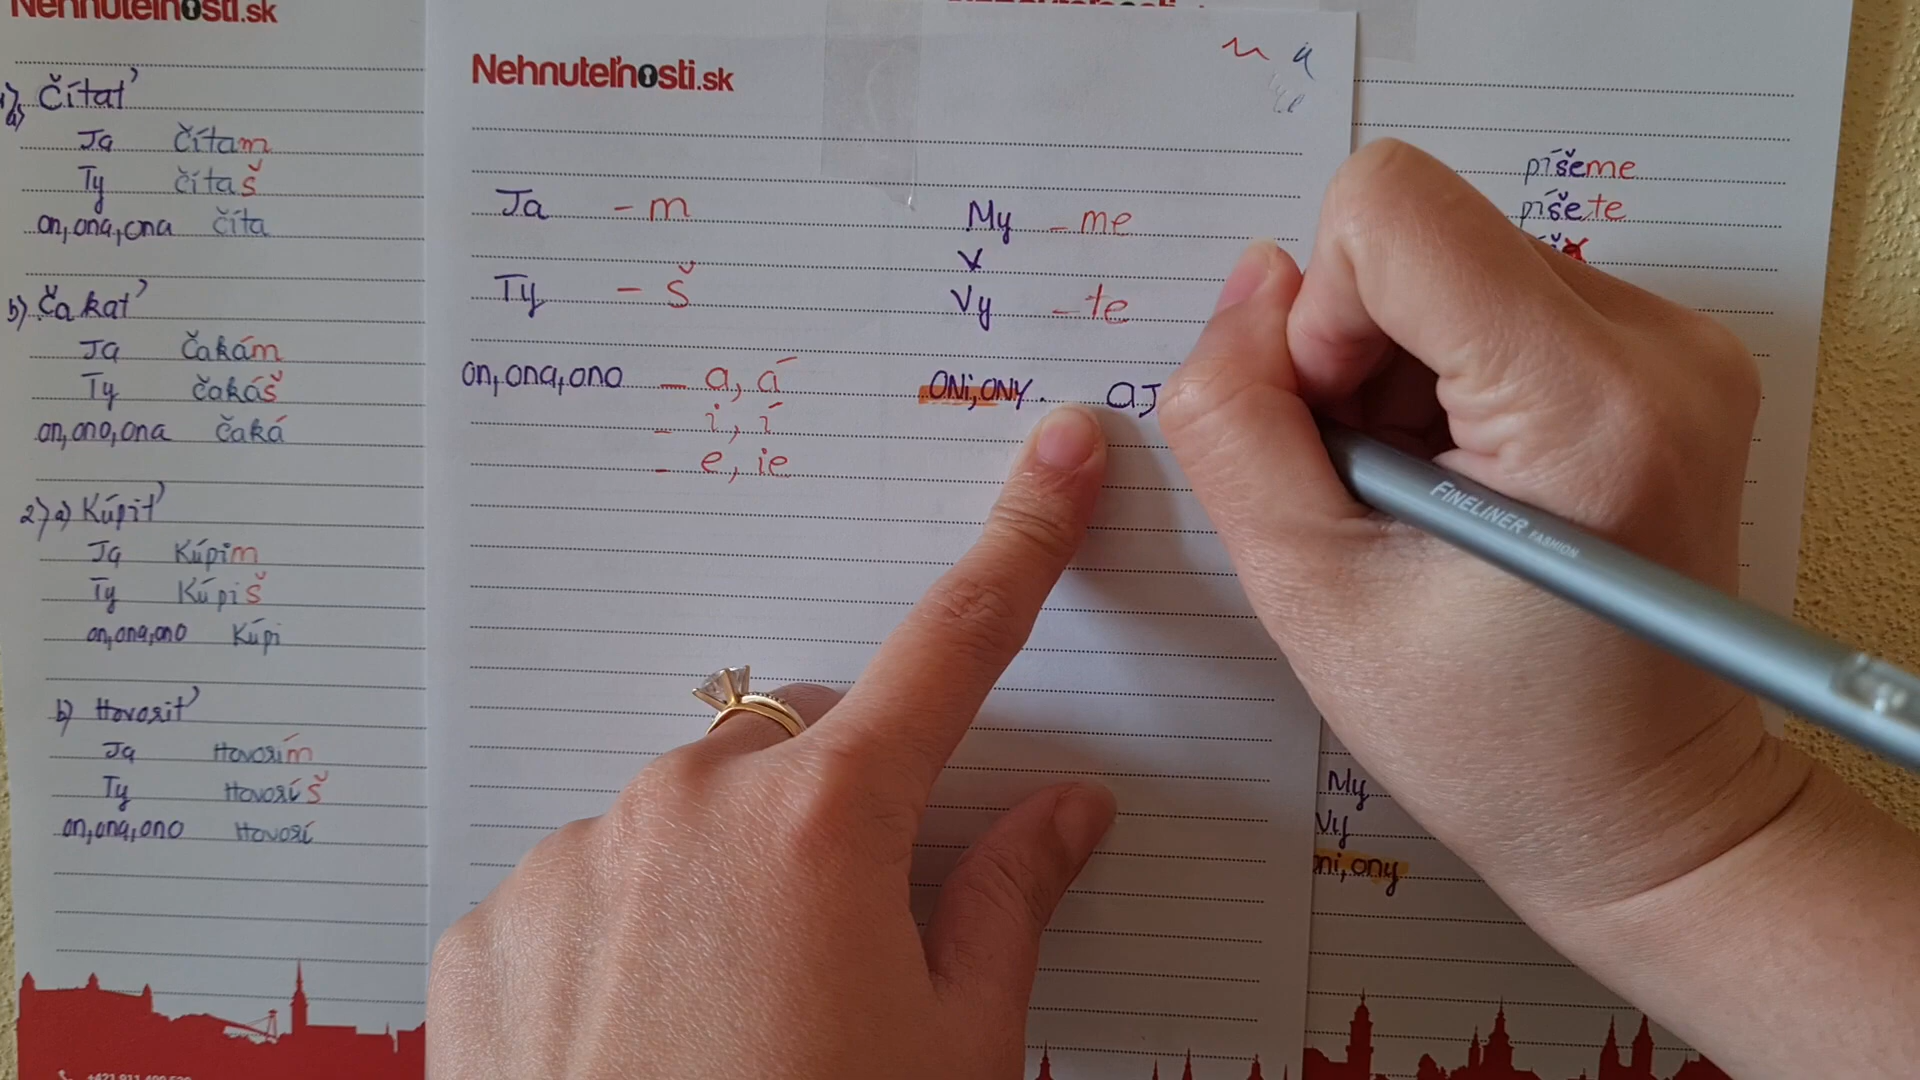 Nehnuteľnosti.sk
1)
a) Čítať
Ja čítam
Ty čítaš
on, ona, ona číta
b) Čakať
Ja čakám
Ty čakáš
on, ono, ona čaká
2) a) Kúpiť
Ja Kúpim
Ty Kúpiš
on, ona, ono Kúpi
b) Hovoriť
Ja Hovorím
Ty Hovoríš
on, ona, ono Hovorí
Nehnuteľnosti.sk
Ja - m
My - me
Ty - š
Vy - te
on, ona, ono - a, á
- i, í
- e, ie
oni, ony
aj
píšeme
píšete
My
Vy
oni, ony
FINELINER FASHION